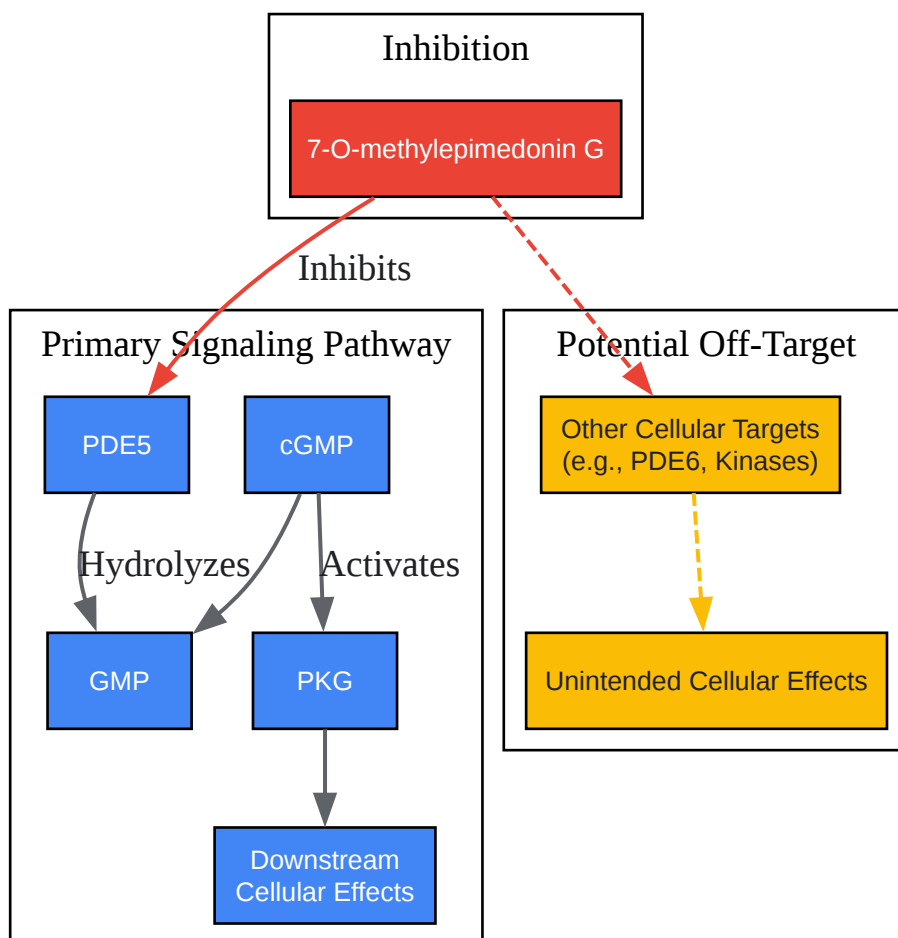 Inhibition
7-O-methylepimedonin G
Inhibits
Primary Signaling Pathway
Potential Off-Target
PDE5
cGMP
Other Cellular Targets
(e.g., PDE6, Kinases)
Hydrolyzes
Activates
GMP
PKG
Unintended Cellular Effects
Downstream
Cellular Effects